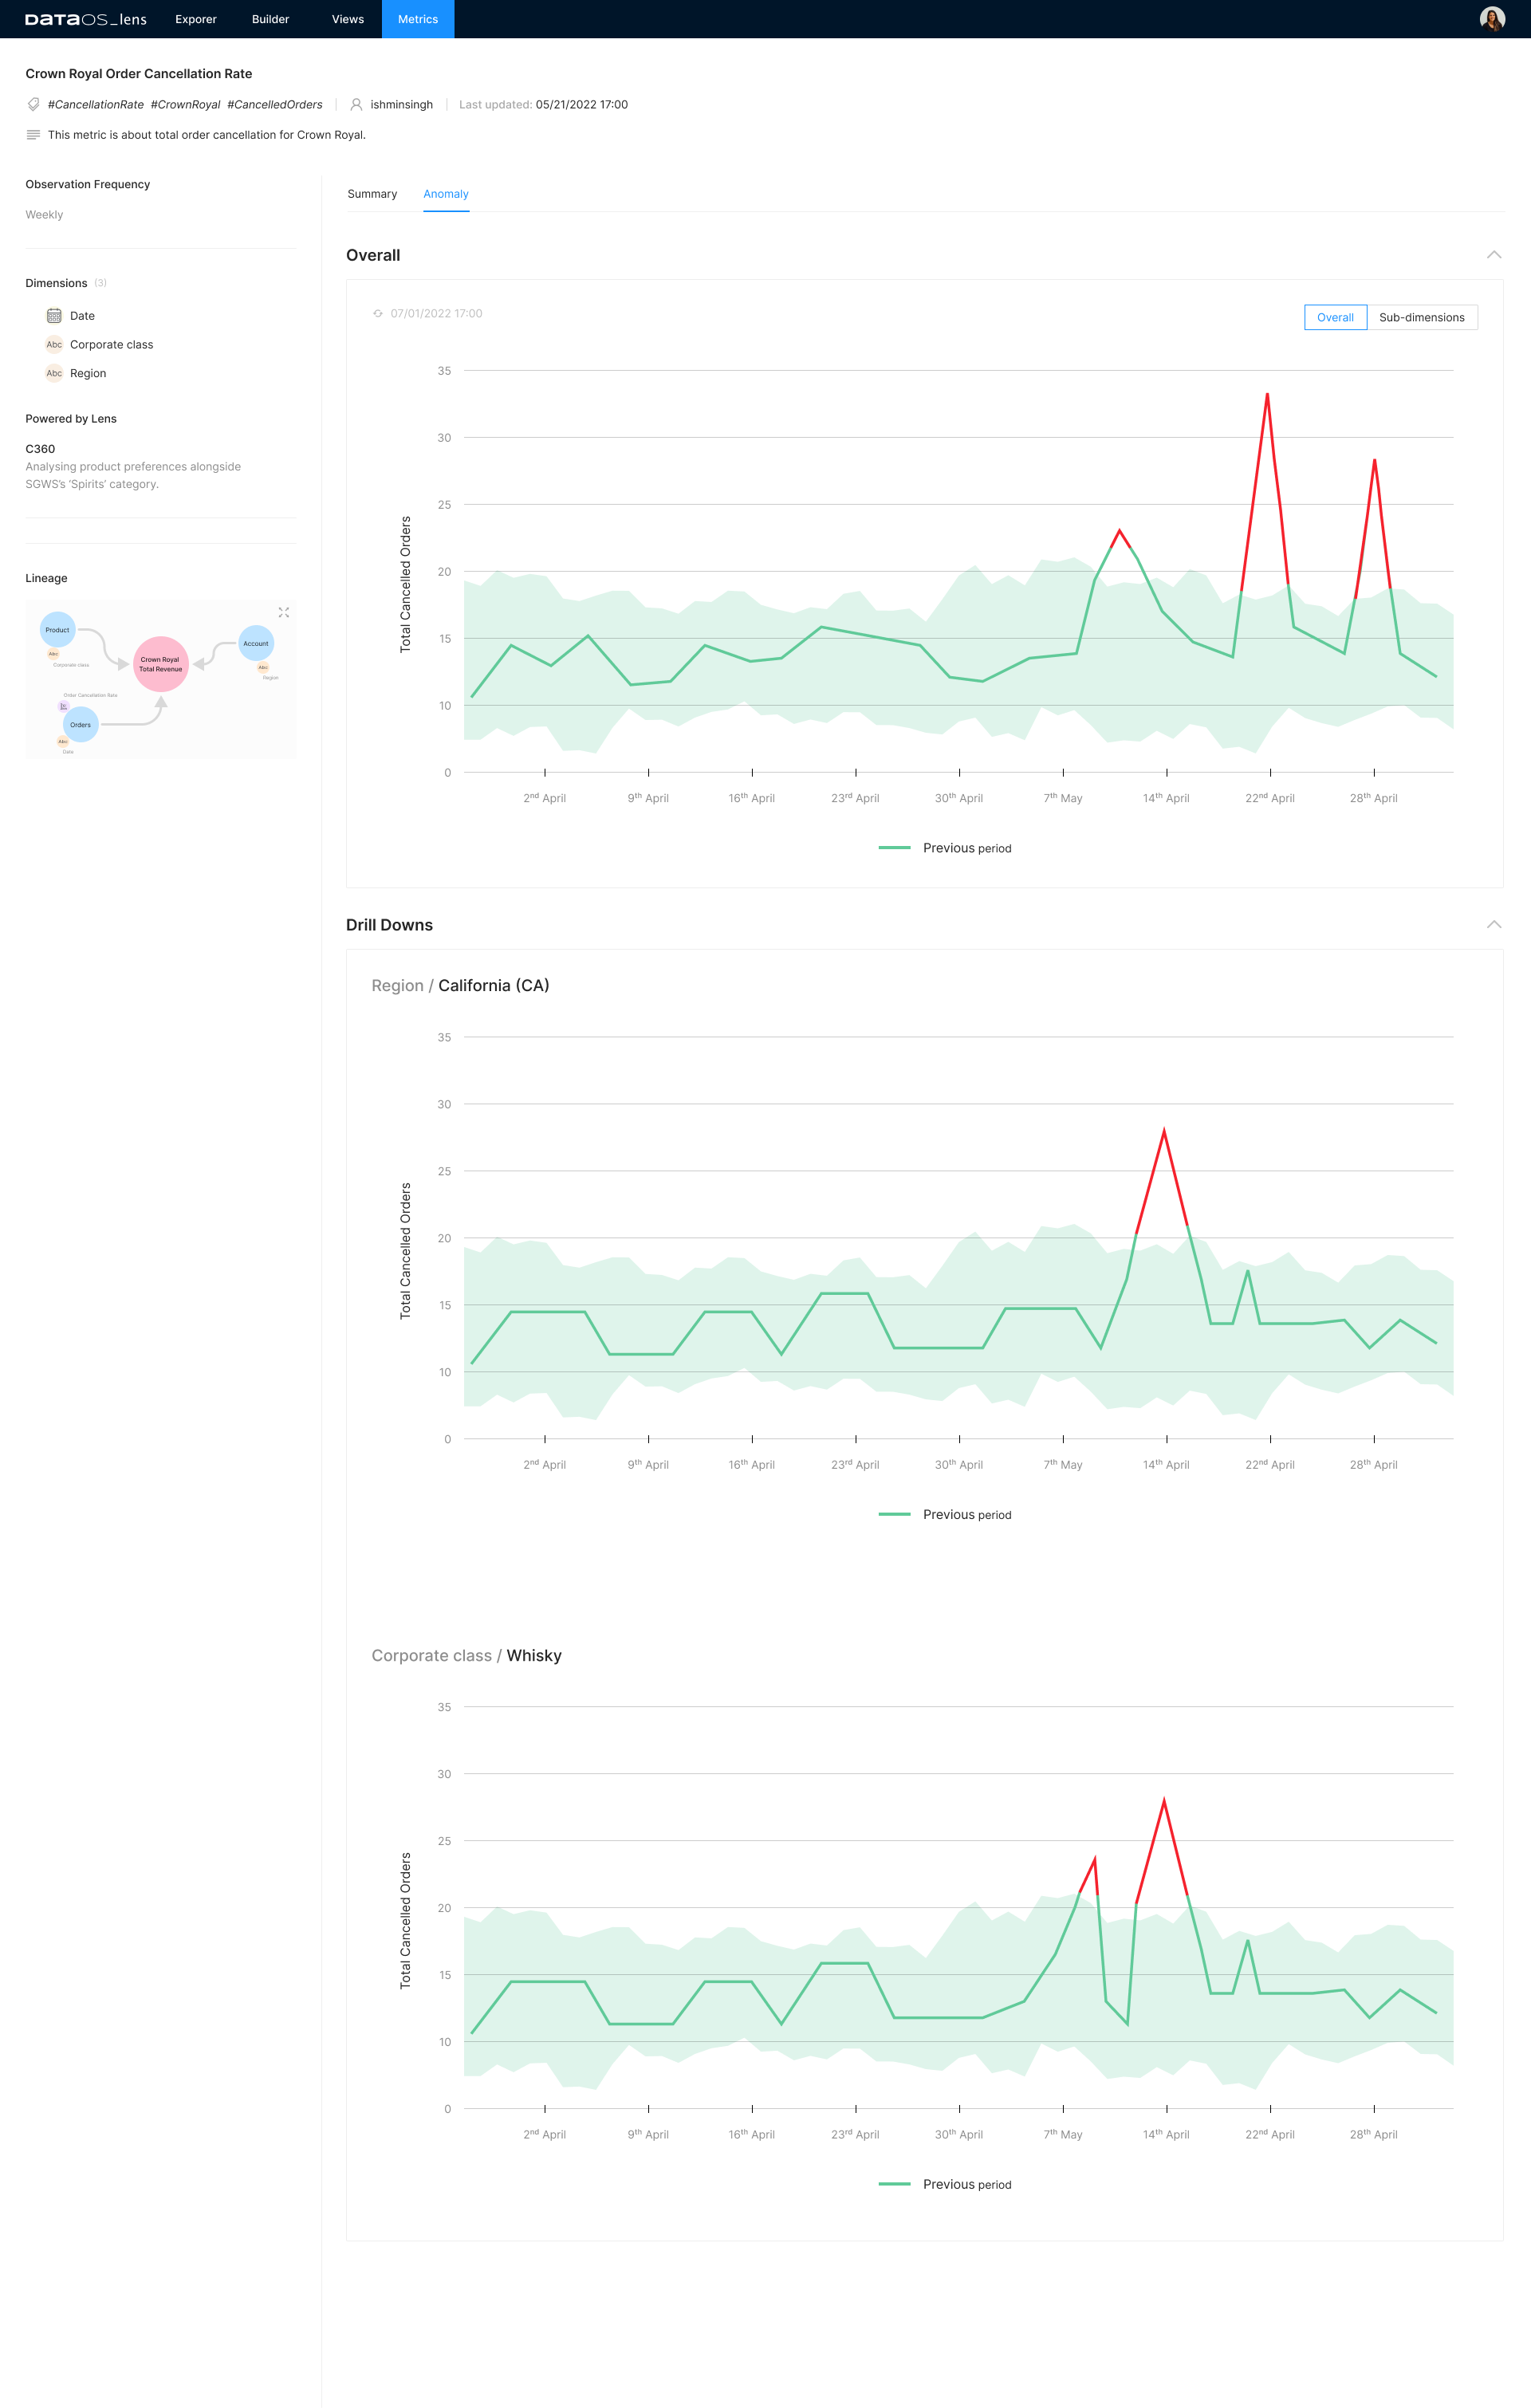 DATAOS_lens Exporer Builder Views Metrics
Crown Royal Order Cancellation Rate
#CancellationRate #CrownRoyal #CancelledOrders ishminsingh Last updated: 05/21/2022 17:00
This metric is about total order cancellation for Crown Royal.
Observation Frequency
Weekly
Dimensions (3)
Date
Abc Corporate class
Abc Region
Powered by Lens
C360
Analysing product preferences alongside
SGWS’s ‘Spirits’ category.
Lineage
Product
Abc
Corporate class
Crown Royal
Total Revenue
Account
Abc
Region
Order Cancellation Rate
Orders
Abc
Date
Summary Anomaly
Overall
07/01/2022 17:00
Overall Sub-dimensions
Total Cancelled Orders
35
30
25
20
15
10
0
2nd April 9th April 16th April 23rd April 30th April 7th May 14th April 22nd April 28th April
Previous period
Drill Downs
Region / California (CA)
Total Cancelled Orders
35
30
25
20
15
10
0
2nd April 9th April 16th April 23rd April 30th April 7th May 14th April 22nd April 28th April
Previous period
Corporate class / Whisky
Total Cancelled Orders
35
30
25
20
15
10
0
2nd April 9th April 16th April 23rd April 30th April 7th May 14th April 22nd April 28th April
Previous period